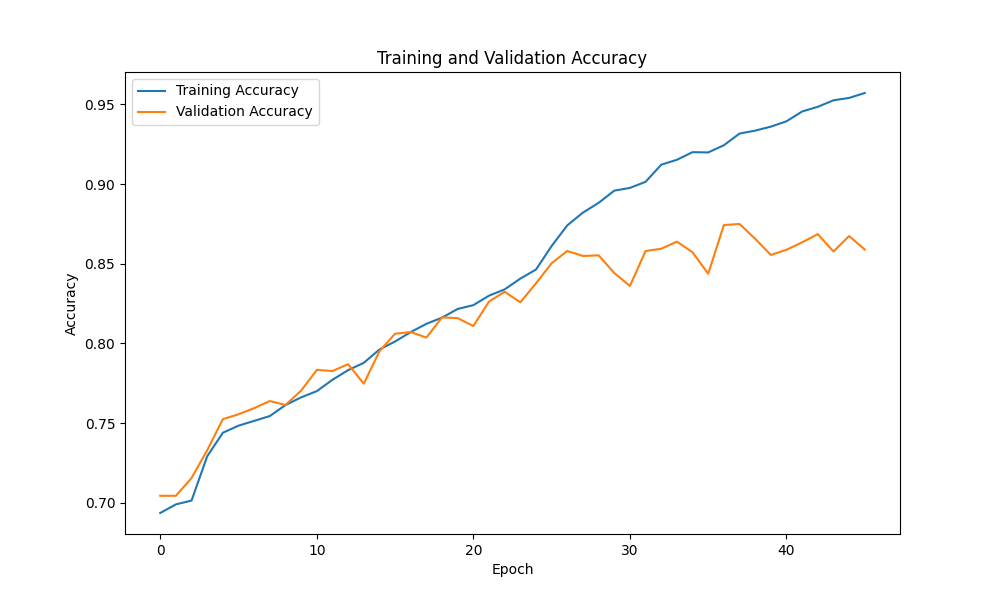 Training and Validation Accuracy
Training Accuracy
Validation Accuracy
0.95
0.90
0.85
0.80
0.75
0.70
Accuracy
0 10 20 30 40
Epoch